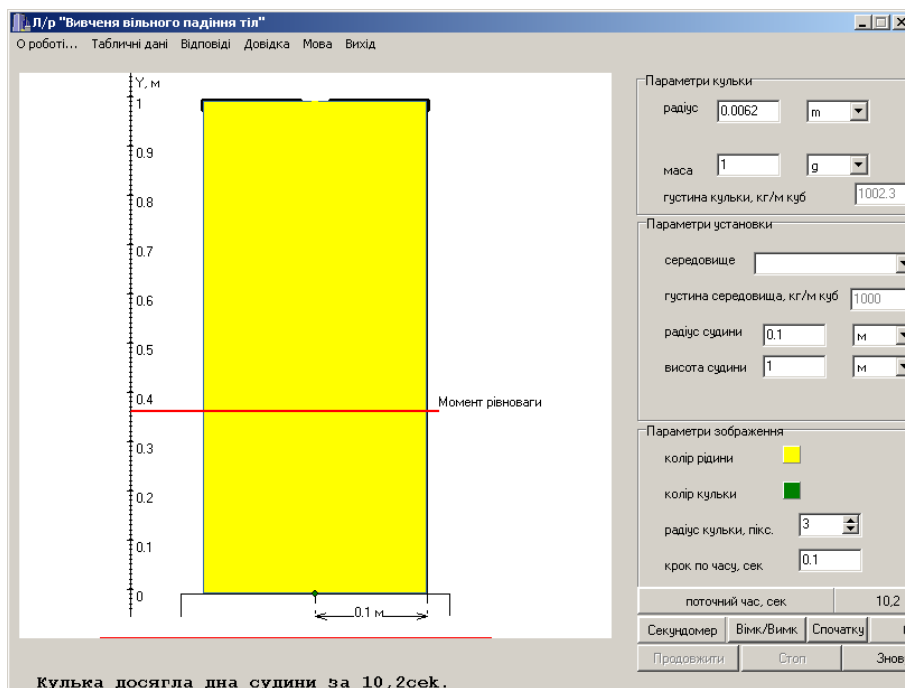 Л/р "Вивченя вільного падіння тіл"
О роботі... Табличні дані Відповіді Довідка Мова Вихід
Y, м
1
0.9
0.8
0.7
0.6
0.5
0.4
Момент рівноваги
0.3
0.2
0.1
0
0.1 м
Кулька досягла дна судини за 10,2cek.
Параметри кульки
радіус 0.0062 m
маса 1 g
густина кульки, кг/м куб 1002.3
Параметри установки
середовище
густина середовища, кг/м куб 1000
радіус судини 0.1 м
висота судини 1 м
Параметри зображення
колір рідини
колір кульки
радіус кульки, пікс. 3
крок по часу, сек 0.1
поточний час, сек 10,2
Секундомер Вімк/Вимк Спочатку
Продовжити Стоп Знов